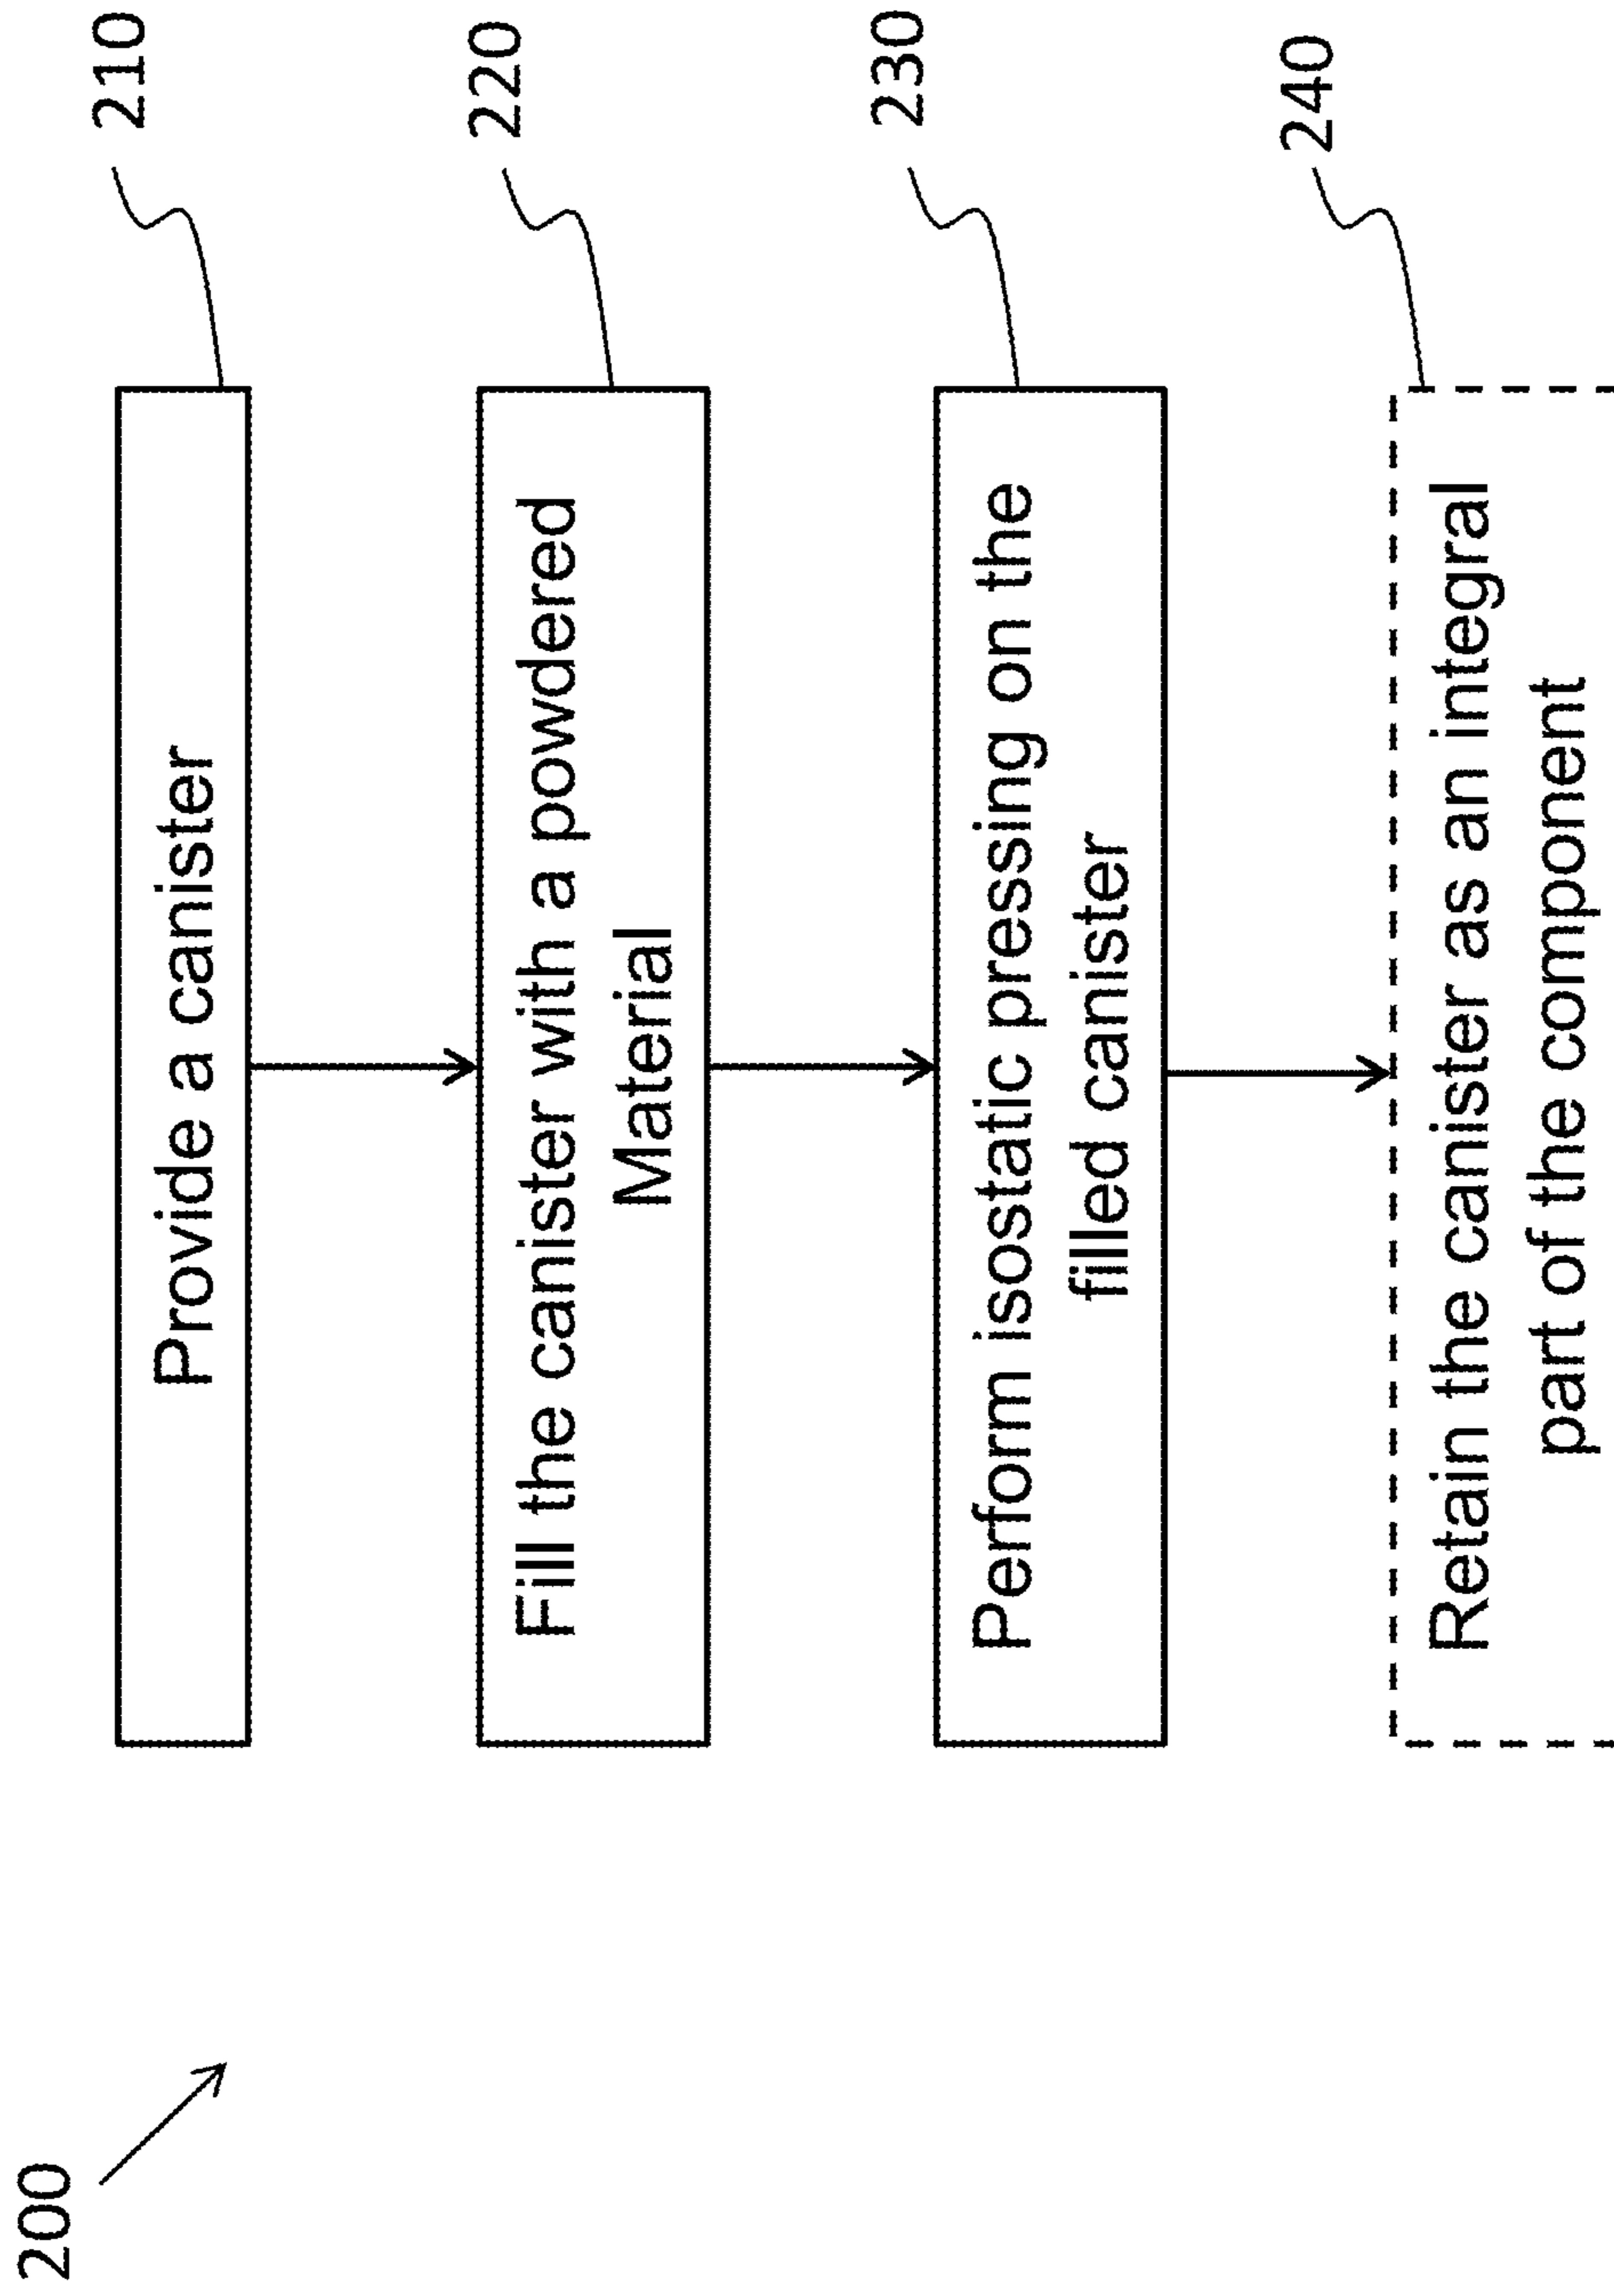 200
Provide a canister
210
Fill the canister with a powdered
Material
220
Perform isostatic pressing on the
filled canister
230
Retain the canister as an integral
part of the component
240